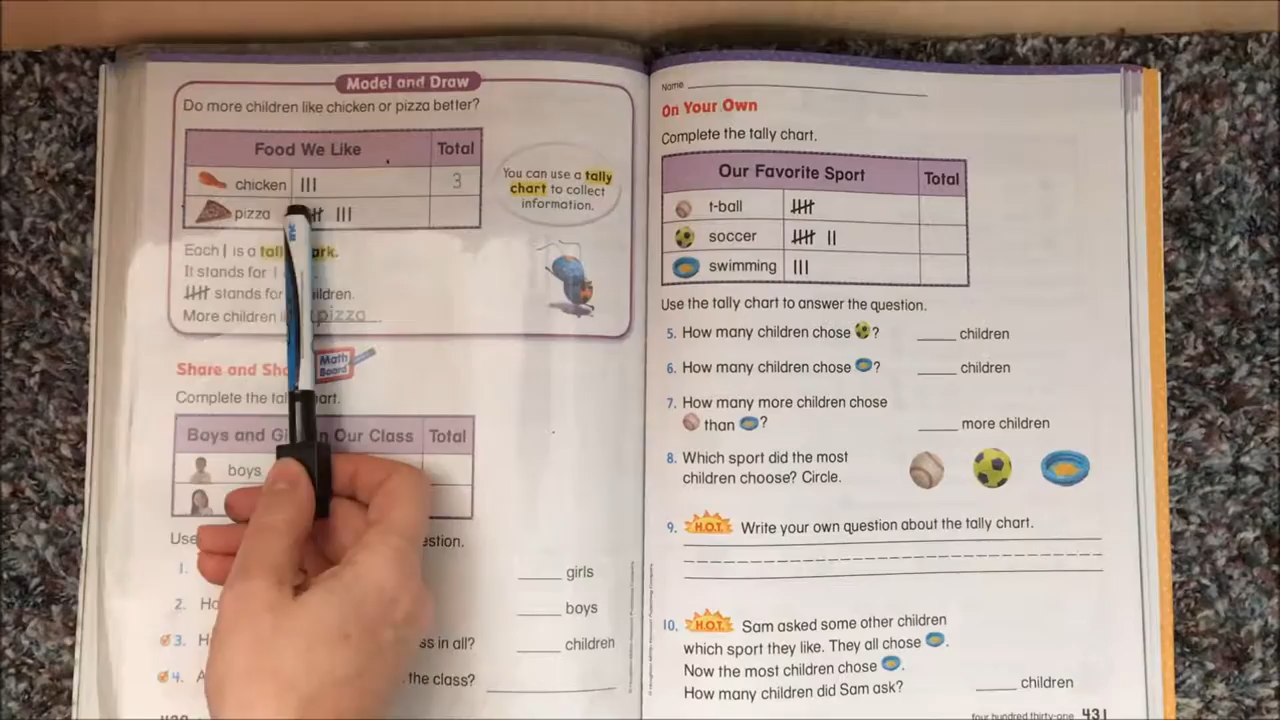 Model and Draw
Do more children like chicken or pizza better?
Food We Like Total
chicken 3
pizza
You can use a tally
chart to collect
information.
Each is a
It stands for
stands for
More children pizza.
Share and
Math
Board
Complete the
Boys and Our Class Total
boys
girls
boys
in all?
children
the class?
Name
On Your Own
Complete the tally chart.
Our Favorite Sport Total
t-ball
soccer
swimming
Use the tally chart to answer the question.
5. How many children chose ? ____ children
6. How many children chose ? ____ children
7. How many more children chose
than ? ____ more children
8. Which sport did the most
children choose? Circle.
9. H.O.T. Write your own question about the tally chart.
10. H.O.T. Sam asked some other children
which sport they like. They all chose .
Now the most children chose .
How many children did Sam ask? ____ children
four hundred thirty-one 431